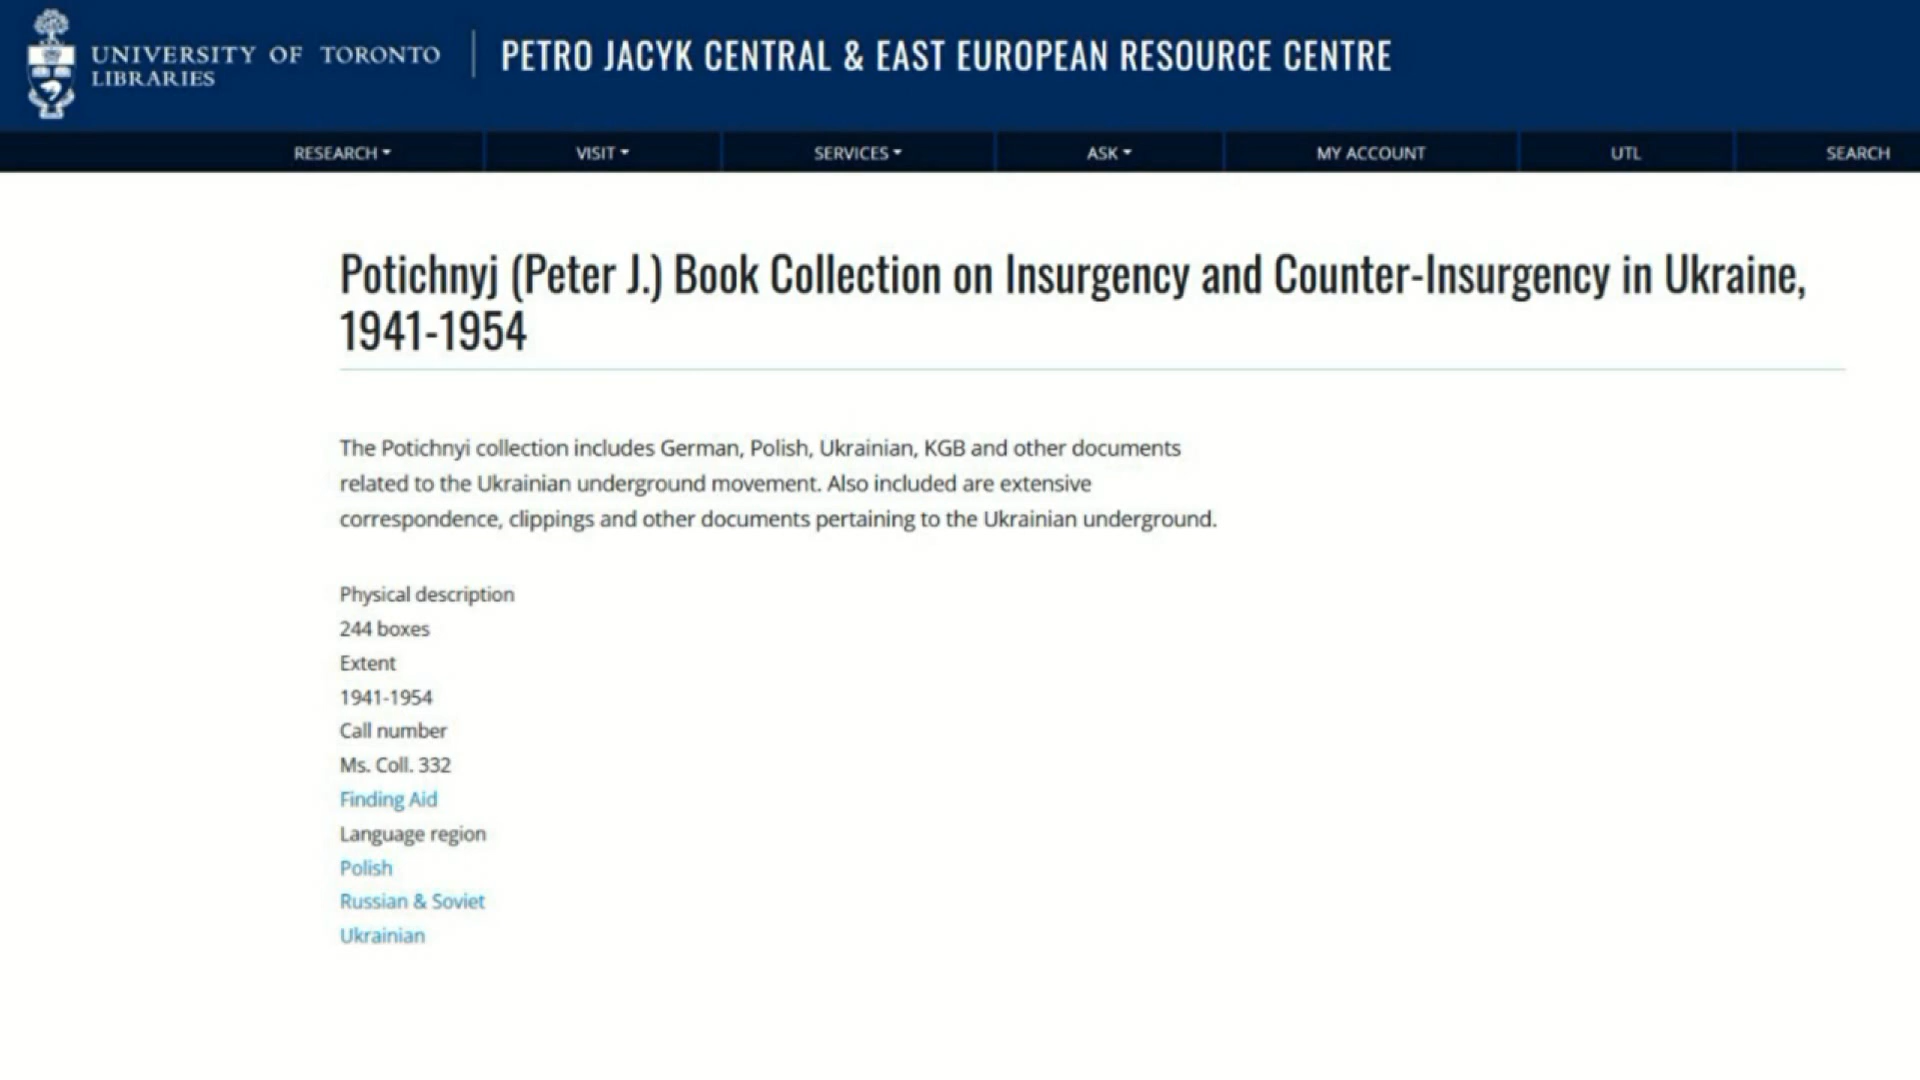 UNIVERSITY OF TORONTO
LIBRARIES
PETRO JACYK CENTRAL & EAST EUROPEAN RESOURCE CENTRE
RESEARCH VISIT SERVICES ASK MY ACCOUNT UTL SEARCH
Potichnyj (Peter J.) Book Collection on Insurgency and Counter-Insurgency in Ukraine,
1941-1954
The Potichnyi collection includes German, Polish, Ukrainian, KGB and other documents
related to the Ukrainian underground movement. Also included are extensive
correspondence, clippings and other documents pertaining to the Ukrainian underground.
Physical description
244 boxes
Extent
1941-1954
Call number
Ms. Coll. 332
Finding Aid
Language region
Polish
Russian & Soviet
Ukrainian